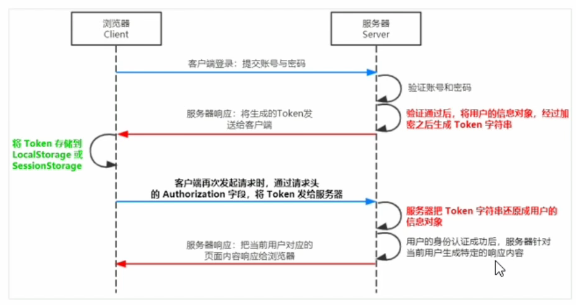 浏览器
Client
服务器
Server
客户端登录：提交账号与密码
验证账号和密码
服务器响应：将生成的Token发
送给客户端
验证通过后，将用户的信息对象，经过加
密之后生成 Token 字符串
将 Token 存储到
LocalStorage 或
SessionStorage
客户端再次发起请求时，通过请求头
的 Authorization 字段，将 Token 发给服务器
服务器把 Token 字符串还原成用户的
信息对象
服务器响应：把当前用户对应的
页面内容响应给浏览器
用户的身份认证成功后，服务器针对
当前用户生成特定的响应内容